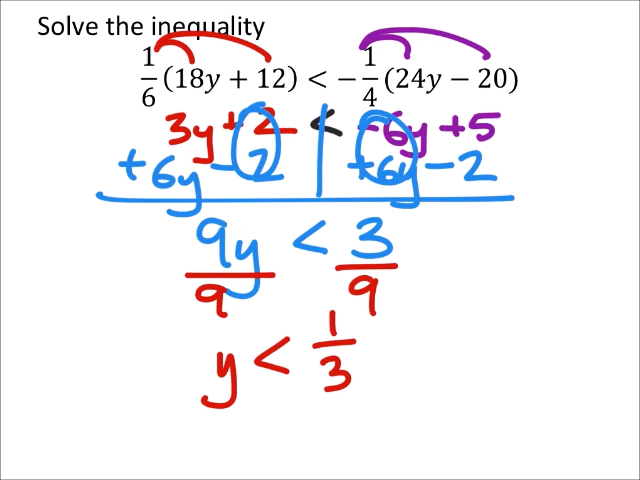 Solve the inequality
1/6 (18y + 12) < −1/4 (24y − 20)
3y + 2 < -6y + 5
+6y - 2 | +6y - 2
9y < 3
9 9
y < 1/3